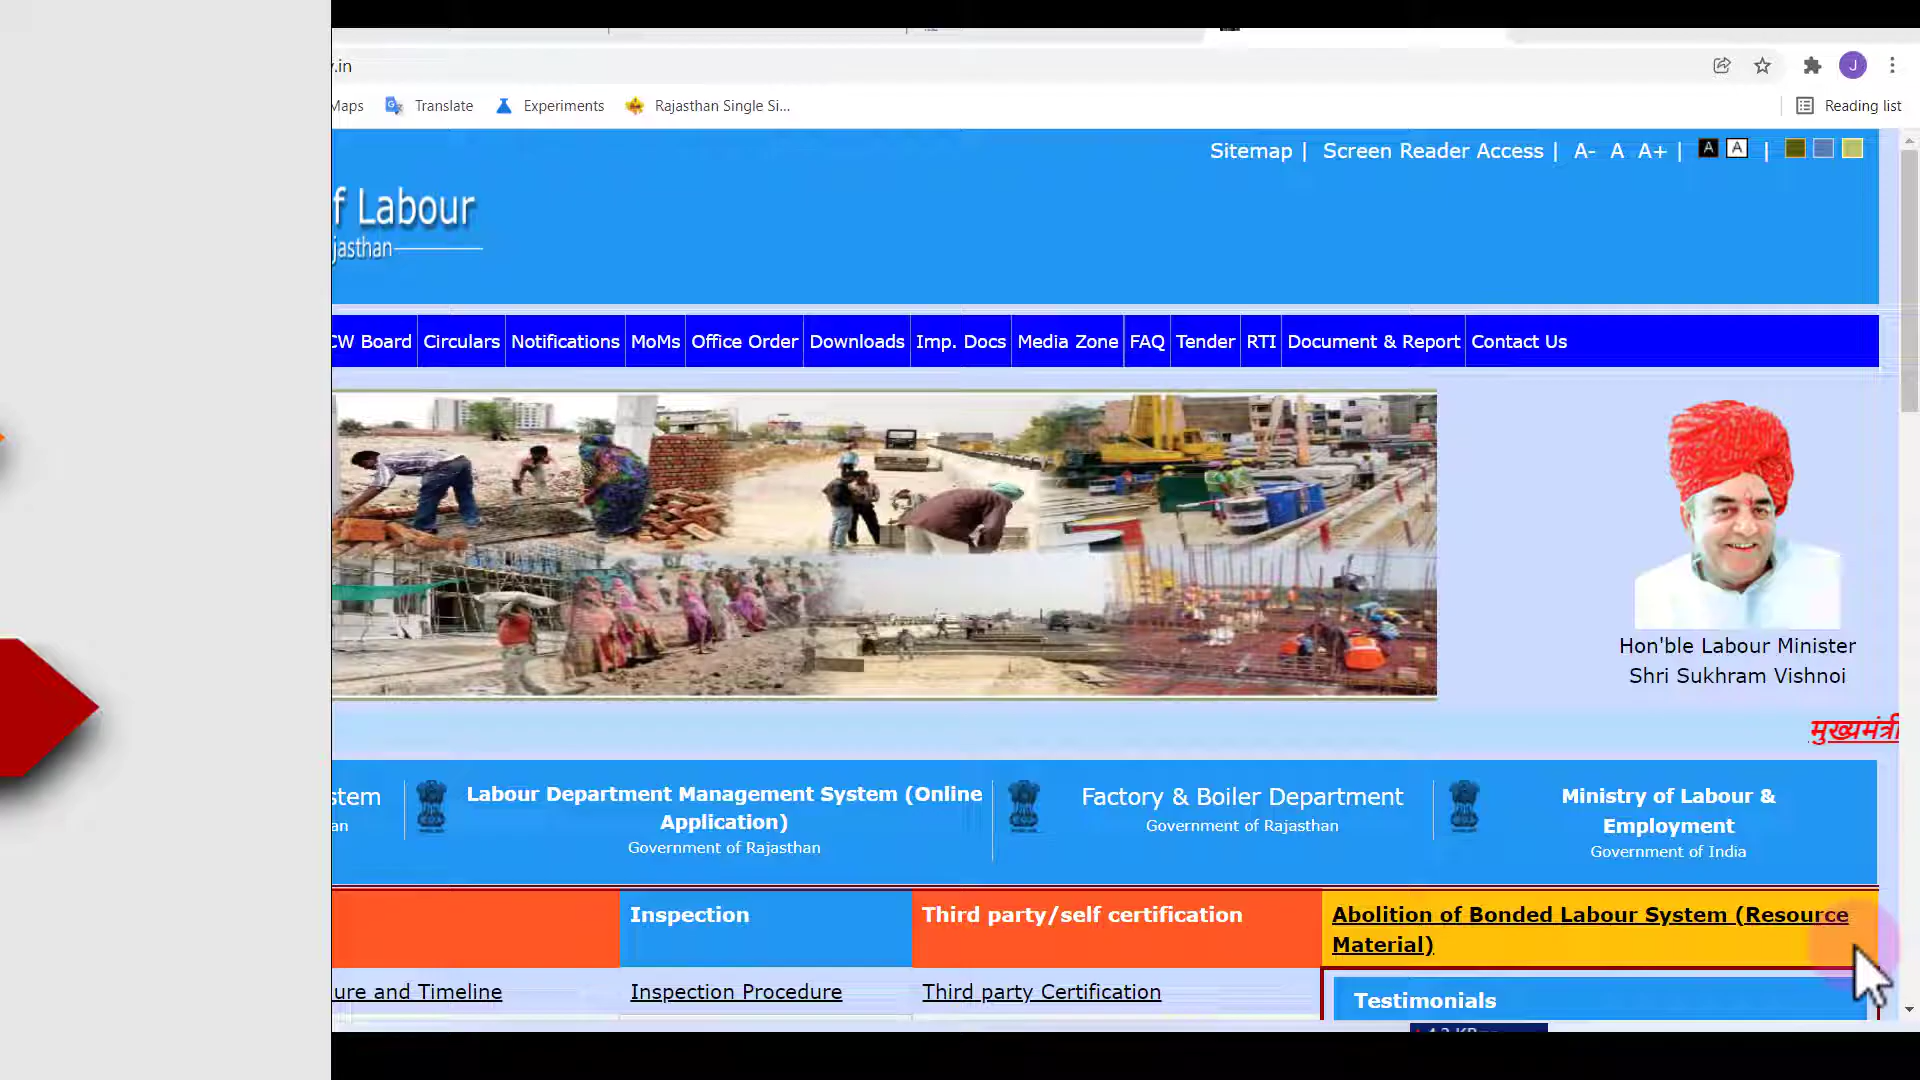 .in
J
Maps
Translate
Experiments
Rajasthan Single Si...
Reading list
Sitemap | Screen Reader Access | A- A A+ | A A |
f Labour
jasthan
CW Board Circulars Notifications MoMs Office Order Downloads Imp. Docs Media Zone FAQ Tender RTI Document & Report Contact Us
Hon'ble Labour Minister
Shri Sukhram Vishnoi
मुख्यमंत्री
stem
an
Labour Department Management System (Online
Application)
Government of Rajasthan
Factory & Boiler Department
Government of Rajasthan
Ministry of Labour &
Employment
Government of India
Inspection
Third party/self certification
Abolition of Bonded Labour System (Resource
Material)
ure and Timeline
Inspection Procedure
Third party Certification
Testimonials